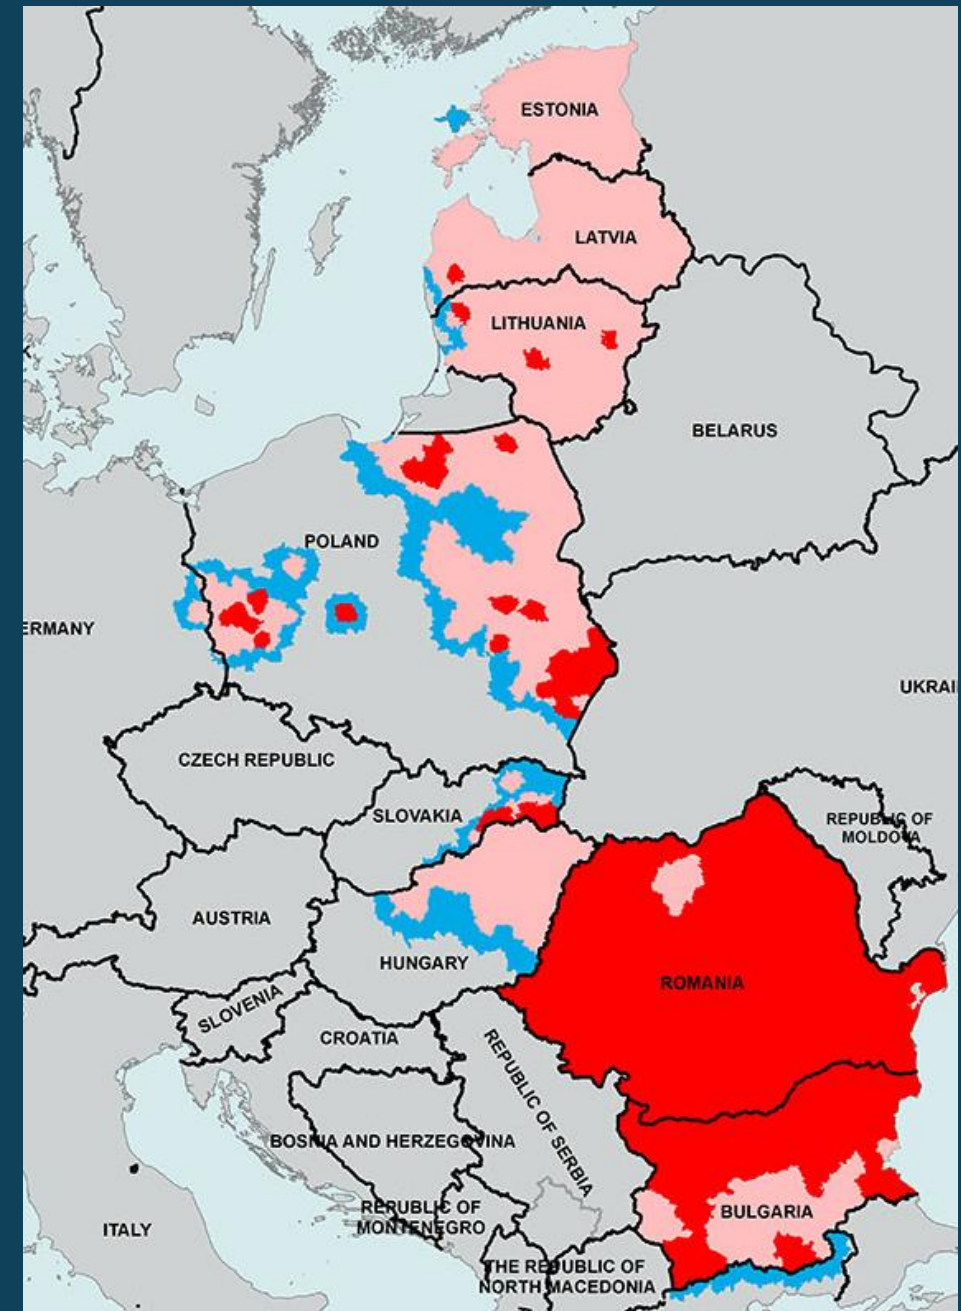 ESTONIA
LATVIA
LITHUANIA
BELARUS
POLAND
ERMANY
UKRAI
CZECH REPUBLIC
SLOVAKIA
REPUBLIC OF
MOLDOVA
AUSTRIA
HUNGARY
ROMANIA
SLOVENIA
CROATIA
REPUBLIC OF SERBIA
BOSNIA AND HERZEGOVINA
REPUBLIC OF
MONTENEGRO
BULGARIA
ITALY
THE REPUBLIC OF
NORTH MACEDONIA